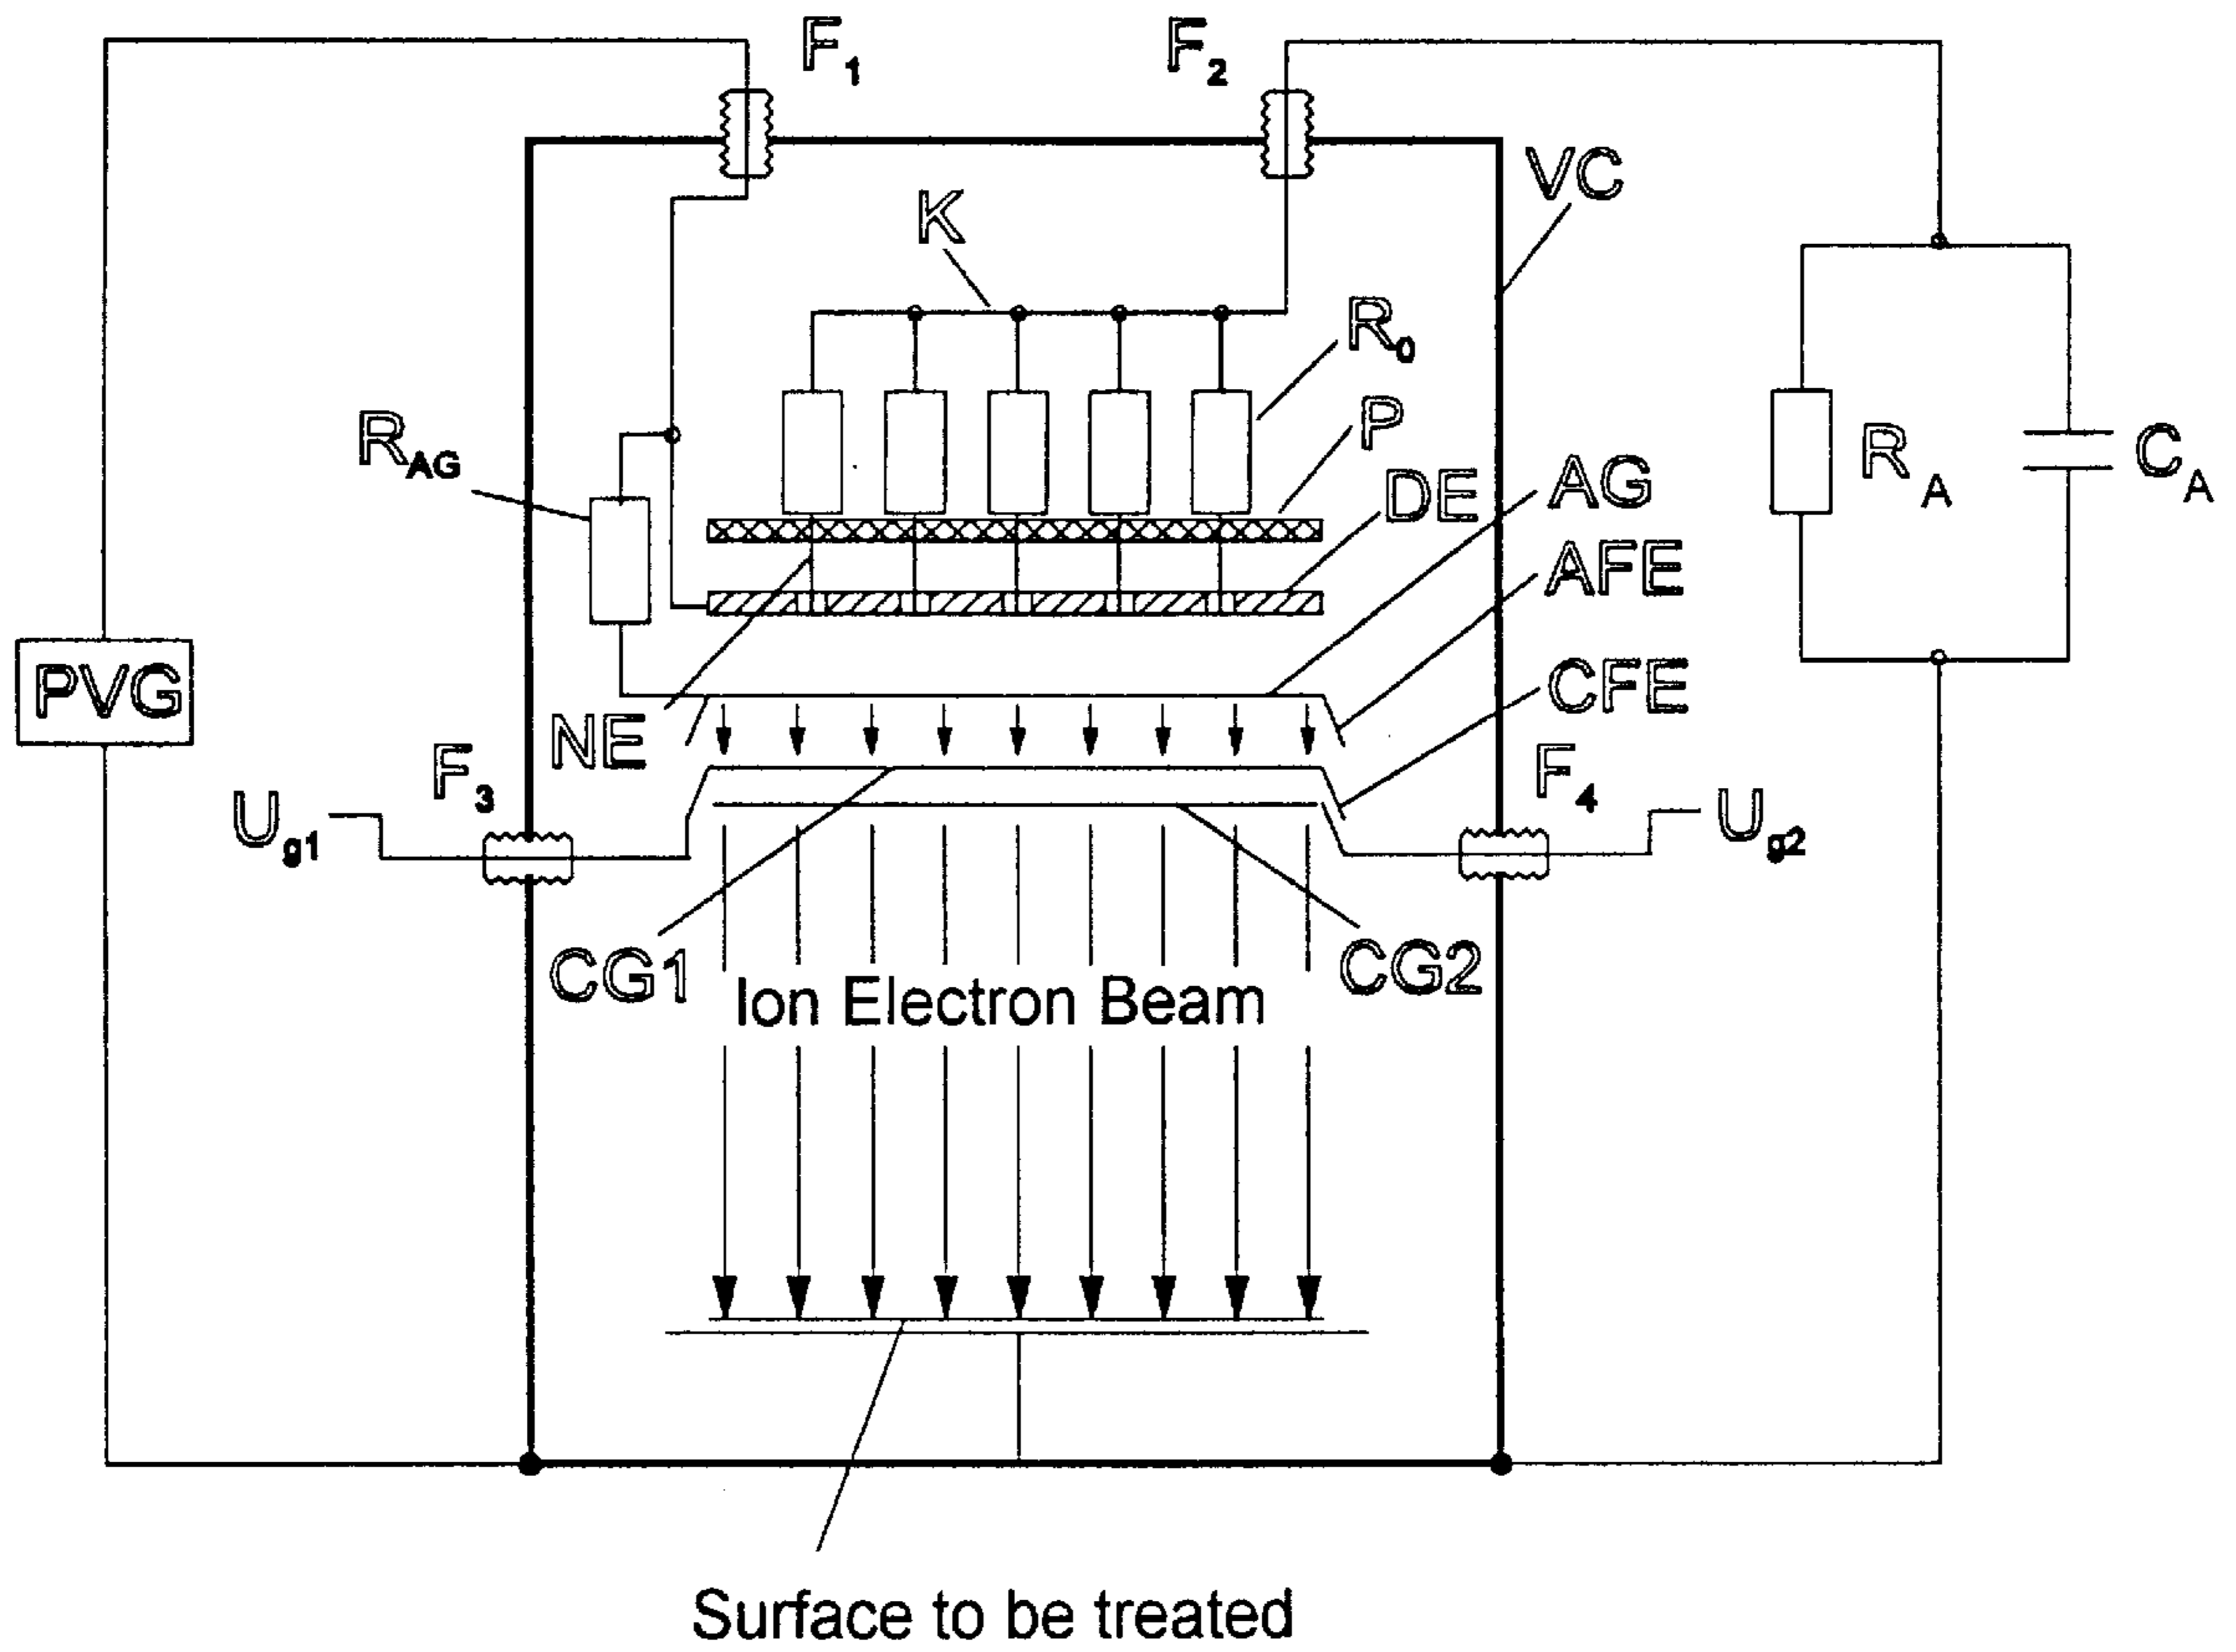 F1
F2
VC
K
R0
P
RAG
DE
AG
RA
CA
AFE
CFE
PVG
NE
F3
F4
Ug1
Ug2
CG1
CG2
Ion Electron Beam
Surface to be treated